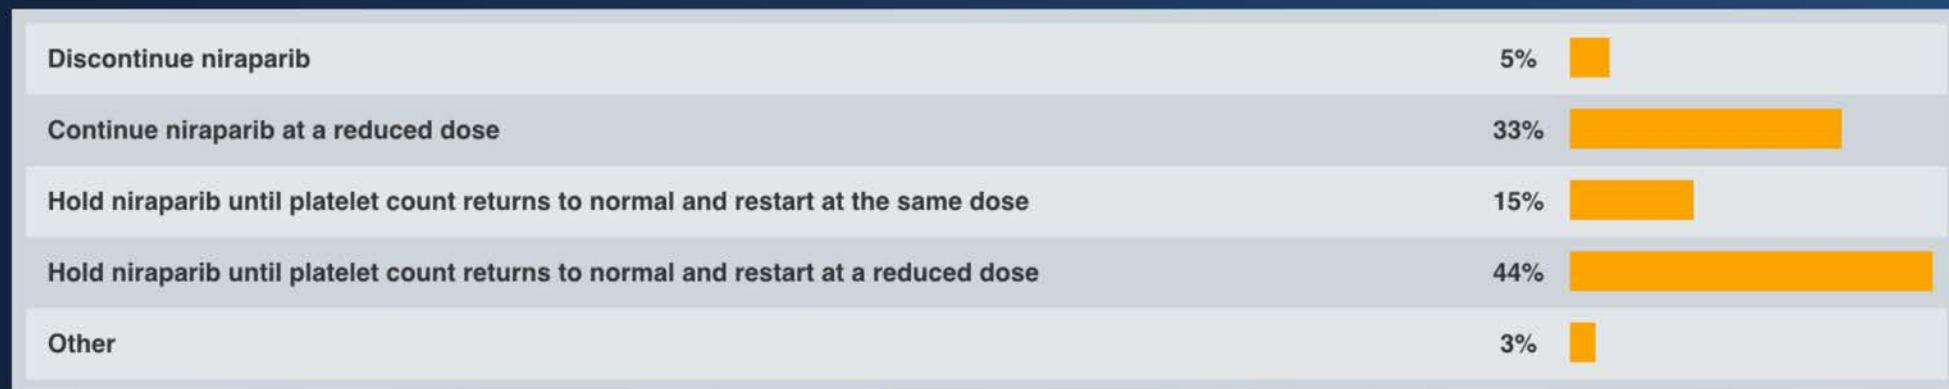 Discontinue niraparib 5%
Continue niraparib at a reduced dose 33%
Hold niraparib until platelet count returns to normal and restart at the same dose 15%
Hold niraparib until platelet count returns to normal and restart at a reduced dose 44%
Other 3%